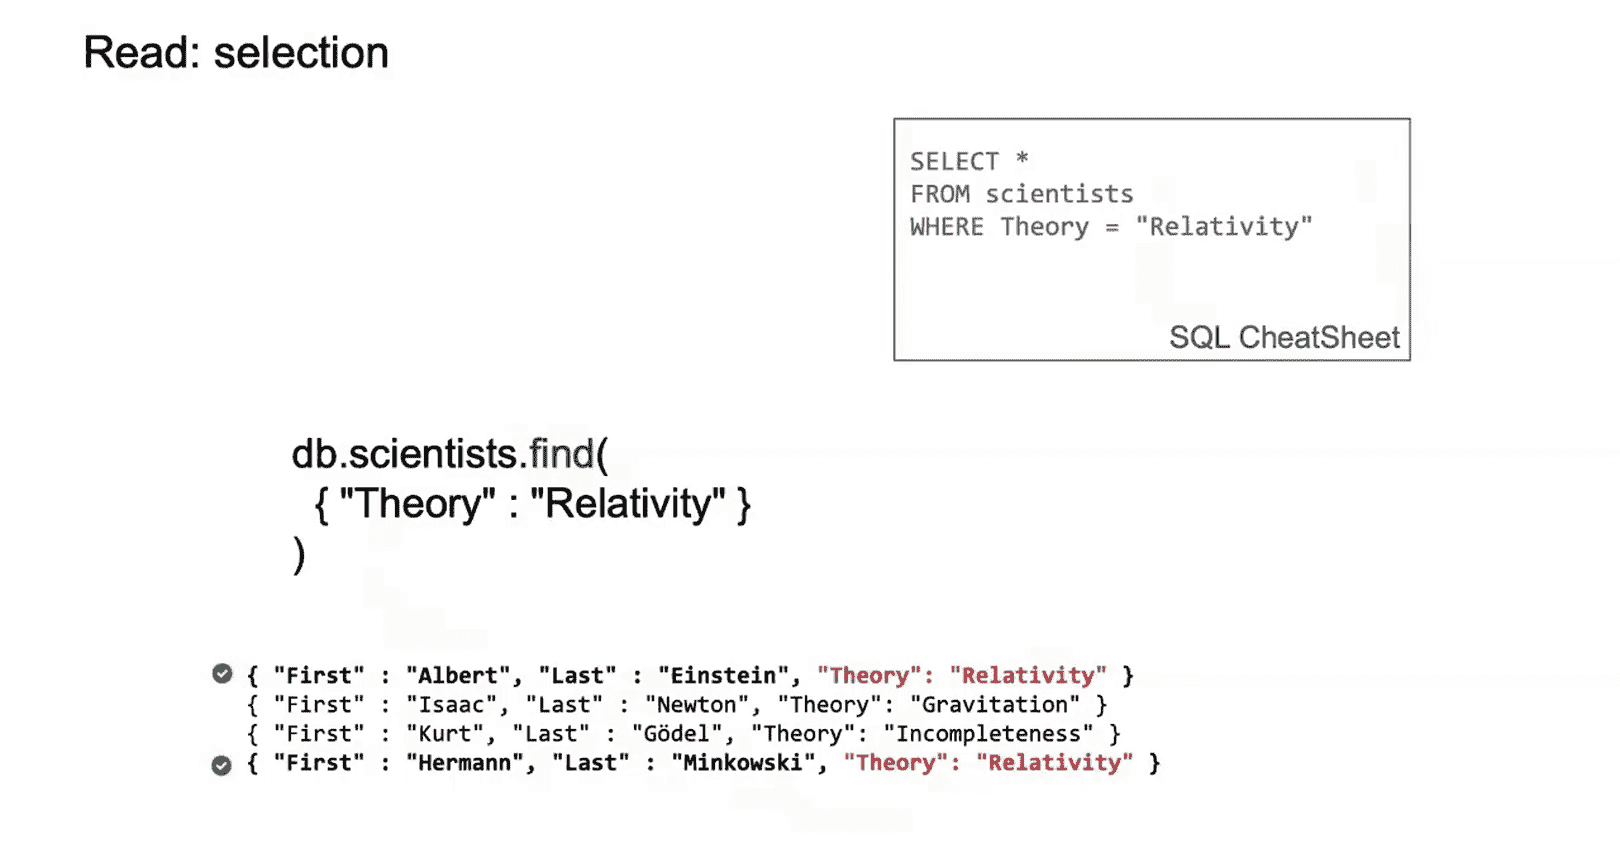 Read: selection
SELECT *
FROM scientists
WHERE Theory = "Relativity"
SQL CheatSheet
db.scientists.find(
{ "Theory" : "Relativity" }
)
{ "First" : "Albert", "Last" : "Einstein", "Theory": "Relativity" }
{ "First" : "Isaac", "Last" : "Newton", "Theory": "Gravitation" }
{ "First" : "Kurt", "Last" : "Gödel", "Theory": "Incompleteness" }
{ "First" : "Hermann", "Last" : "Minkowski", "Theory": "Relativity" }